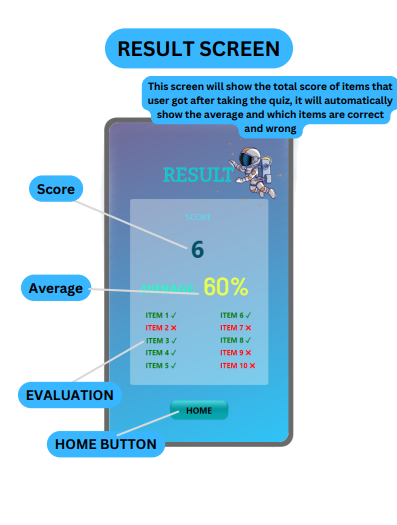 RESULT SCREEN
This screen will show the total score of items that
user got after taking the quiz, it will automatically
show the average and which items are correct
and wrong
RESULT
Score
SCORE
6
Average
AVERAGE 60%
ITEM 1 ✓ ITEM 6 ✓
ITEM 2 ✕ ITEM 7 ✕
ITEM 3 ✓ ITEM 8 ✓
ITEM 4 ✓ ITEM 9 ✕
ITEM 5 ✓ ITEM 10 ✕
EVALUATION
HOME
HOME BUTTON